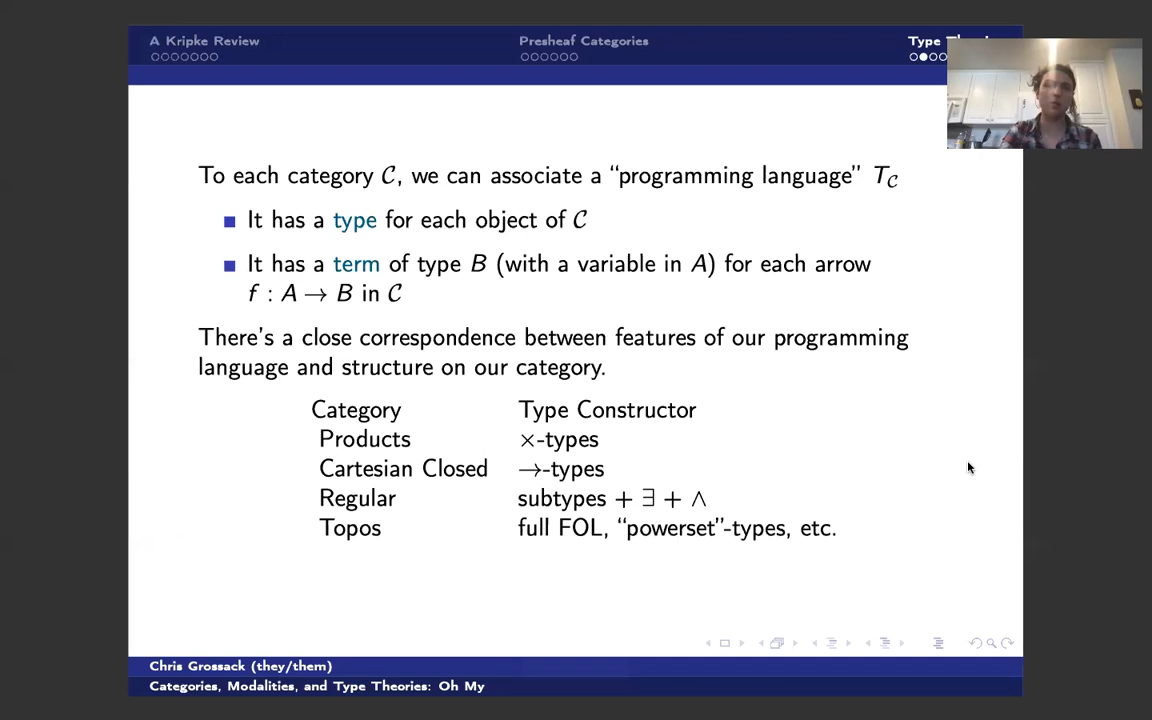 A Kripke Review Presheaf Categories
To each category 𝒞, we can associate a “programming language” T_𝒞
■ It has a type for each object of 𝒞
■ It has a term of type B (with a variable in A) for each arrow
f : A → B in 𝒞
There’s a close correspondence between features of our programming
language and structure on our category.
Category Type Constructor
Products ×-types
Cartesian Closed →-types
Regular subtypes + ∃ + ∧
Topos full FOL, “powerset”-types, etc.
Chris Grossack (they/them)
Categories, Modalities, and Type Theories: Oh My